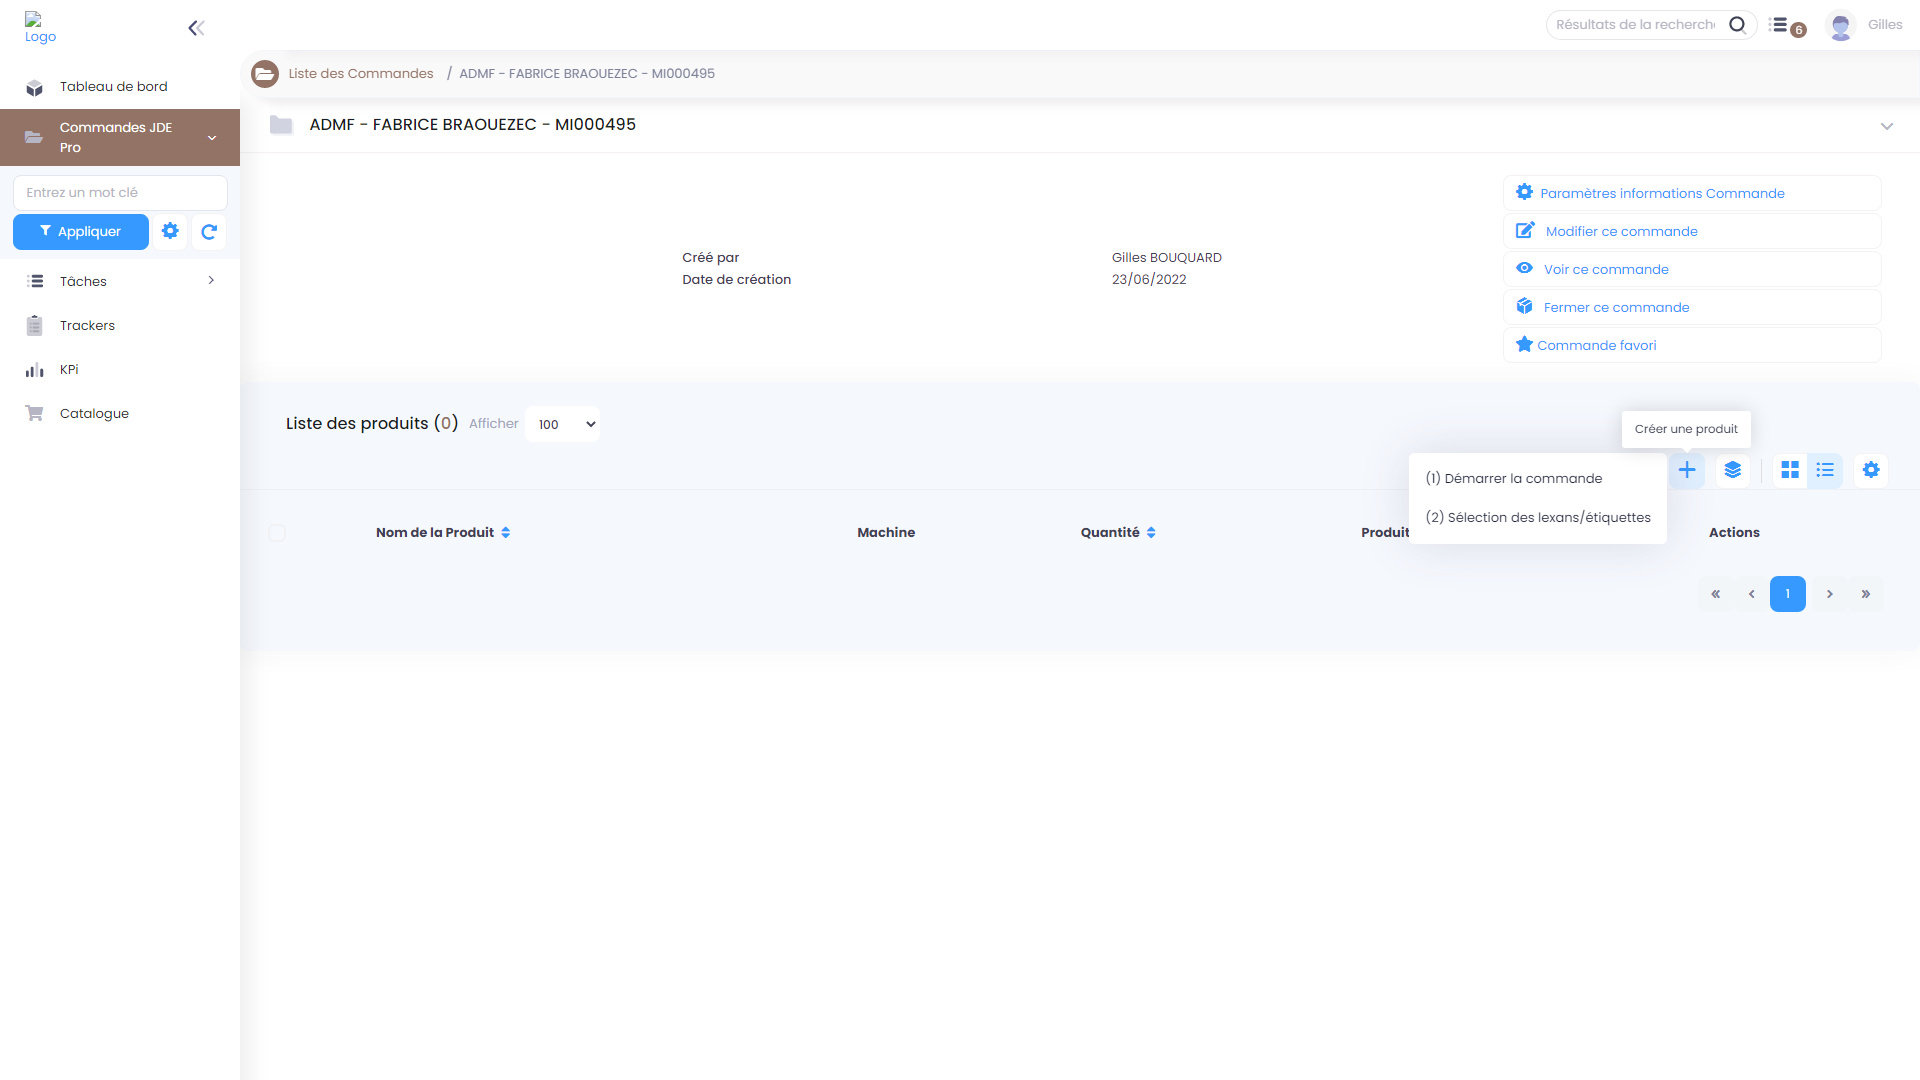 Logo
Résultats de la recherch
6
Gilles
Tableau de bord
Commandes JDE
Pro
Entrez un mot clé
Appliquer
Tâches
Trackers
KPi
Catalogue
Liste des Commandes / ADMF - FABRICE BRAOUEZEC - MI000495
ADMF - FABRICE BRAOUEZEC - MI000495
Créé par Gilles BOUQUARD
Date de création 23/06/2022
Paramètres informations Commande
Modifier ce commande
Voir ce commande
Fermer ce commande
Commande favori
Liste des produits (0) Afficher 100
Créer une produit
(1) Démarrer la commande
(2) Sélection des lexans/étiquettes
Nom de la Produit Machine Quantité Produit Actions
« ‹ 1 › »